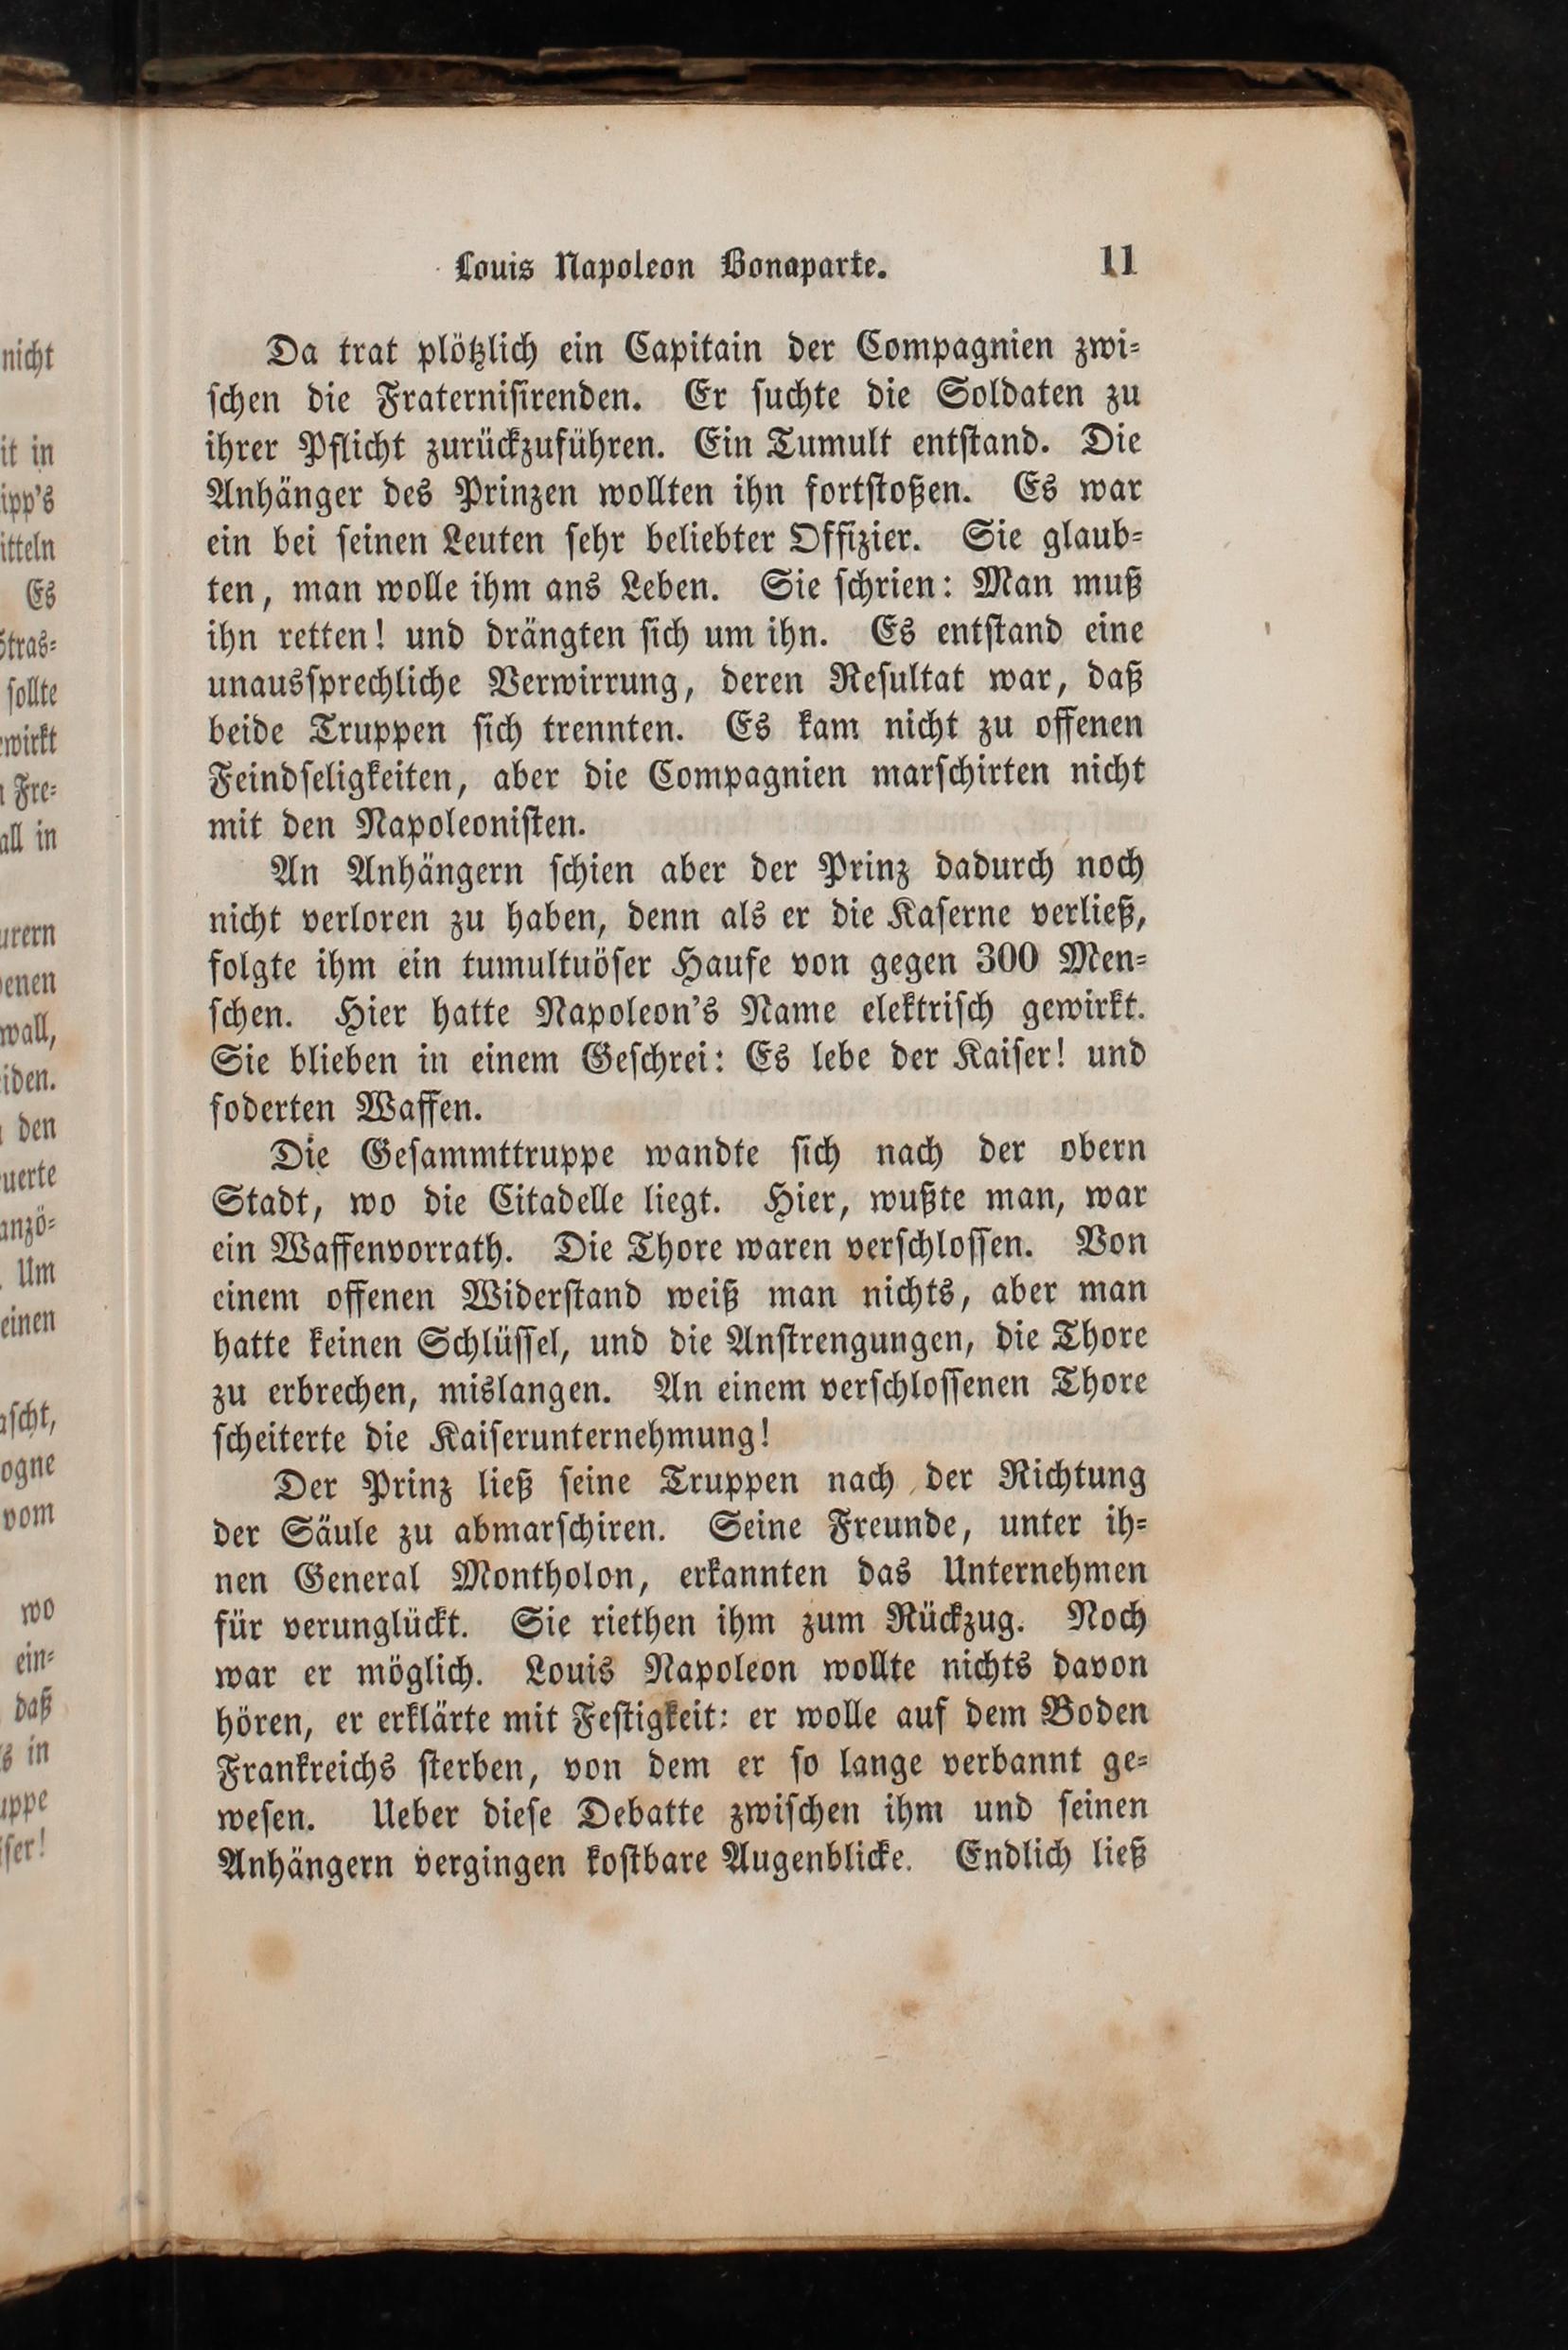 Louis Napoleon Bonaparte. 11
Da trat plötzlich ein Capitain der Compagnien zwi-
schen die Fraternisirenden. Er suchte die Soldaten zu
ihrer Pflicht zurückzuführen. Ein Tumult entstand. Die
Anhänger des Prinzen wollten ihn fortstoßen. Es war
ein bei seinen Leuten sehr beliebter Offizier. Sie glaub-
ten, man wolle ihm ans Leben. Sie schrien: Man muß
ihn retten! und drängten sich um ihn. Es entstand eine
unaussprechliche Verwirrung, deren Resultat war, daß
beide Truppen sich trennten. Es kam nicht zu offenen
Feindseligkeiten, aber die Compagnien marschirten nicht
mit den Napoleonisten.
An Anhängern schien aber der Prinz dadurch noch
nicht verloren zu haben, denn als er die Kaserne verließ,
folgte ihm ein tumultuöser Haufe von gegen 300 Men-
schen. Hier hatte Napoleon's Name elektrisch gewirkt.
Sie blieben in einem Geschrei: Es lebe der Kaiser! und
foderten Waffen.
Die Gesammttruppe wandte sich nach der obern
Stadt, wo die Citadelle liegt. Hier, wußte man, war
ein Waffenvorrath. Die Thore waren verschlossen. Von
einem offenen Widerstand weiß man nichts, aber man
hatte keinen Schlüssel, und die Anstrengungen, die Thore
zu erbrechen, mislangen. An einem verschlossenen Thore
scheiterte die Kaiserunternehmung!
Der Prinz ließ seine Truppen nach der Richtung
der Säule zu abmarschiren. Seine Freunde, unter ih-
nen General Montholon, erkannten das Unternehmen
für verunglückt. Sie riethen ihm zum Rückzug. Noch
war er möglich. Louis Napoleon wollte nichts davon
hören, er erklärte mit Festigkeit: er wolle auf dem Boden
Frankreichs sterben, von dem er so lange verbannt ge-
wesen. Ueber diese Debatte zwischen ihm und seinen
Anhängern vergingen kostbare Augenblicke. Endlich ließ